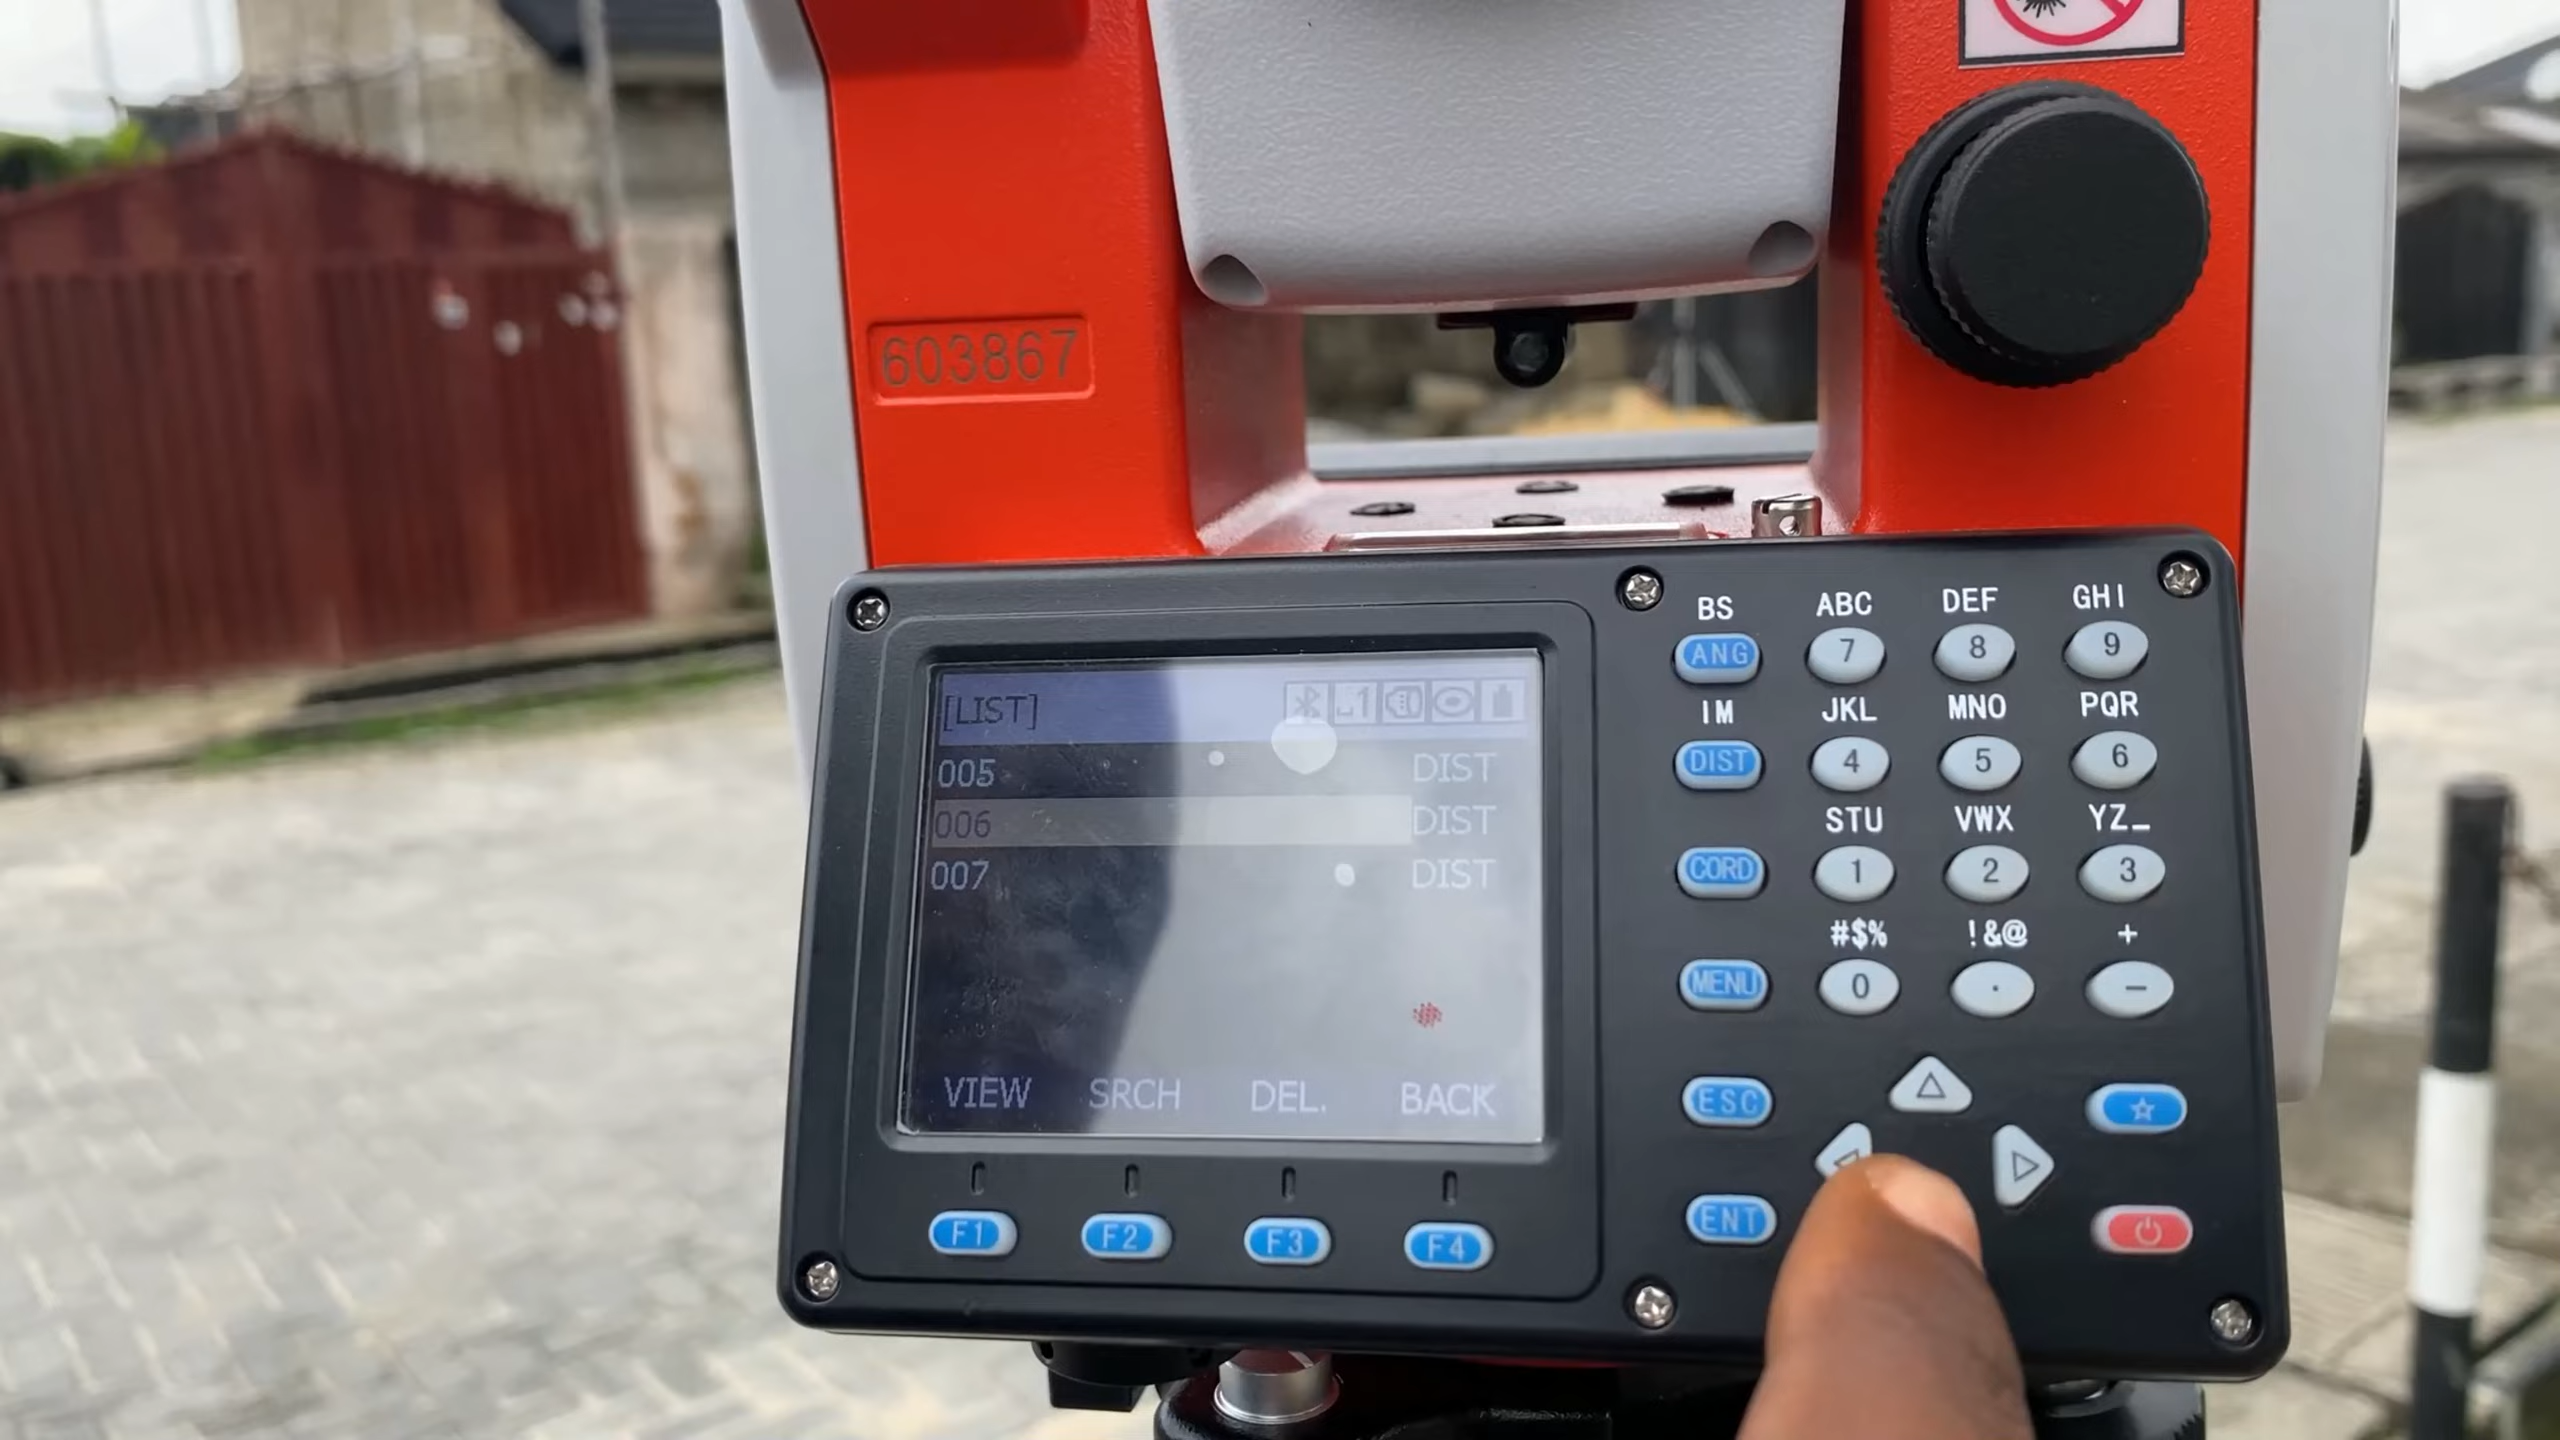 603867
[LIST]
005 DIST
006 DIST
007 DIST
VIEW SRCH DEL. BACK
F1 F2 F3 F4
BS ABC DEF GHI
ANG 7 8 9
IM JKL MNO PQR
DIST 4 5 6
STU VWX YZ_
CORD 1 2 3
#$% !&@ +
MENU 0 . -
ESC
ENT